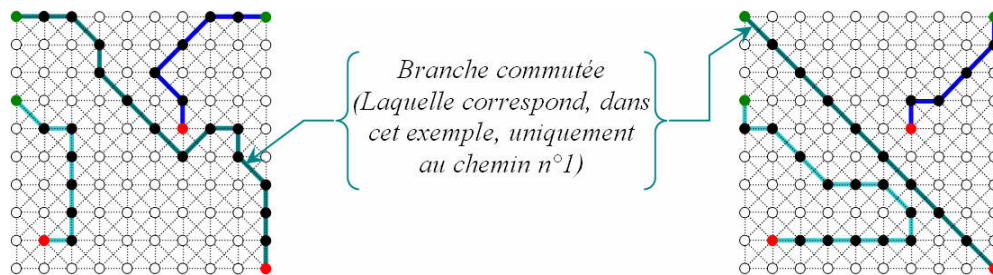 Branche commutée
(Laquelle correspond, dans
cet exemple, uniquement
au chemin n°1)